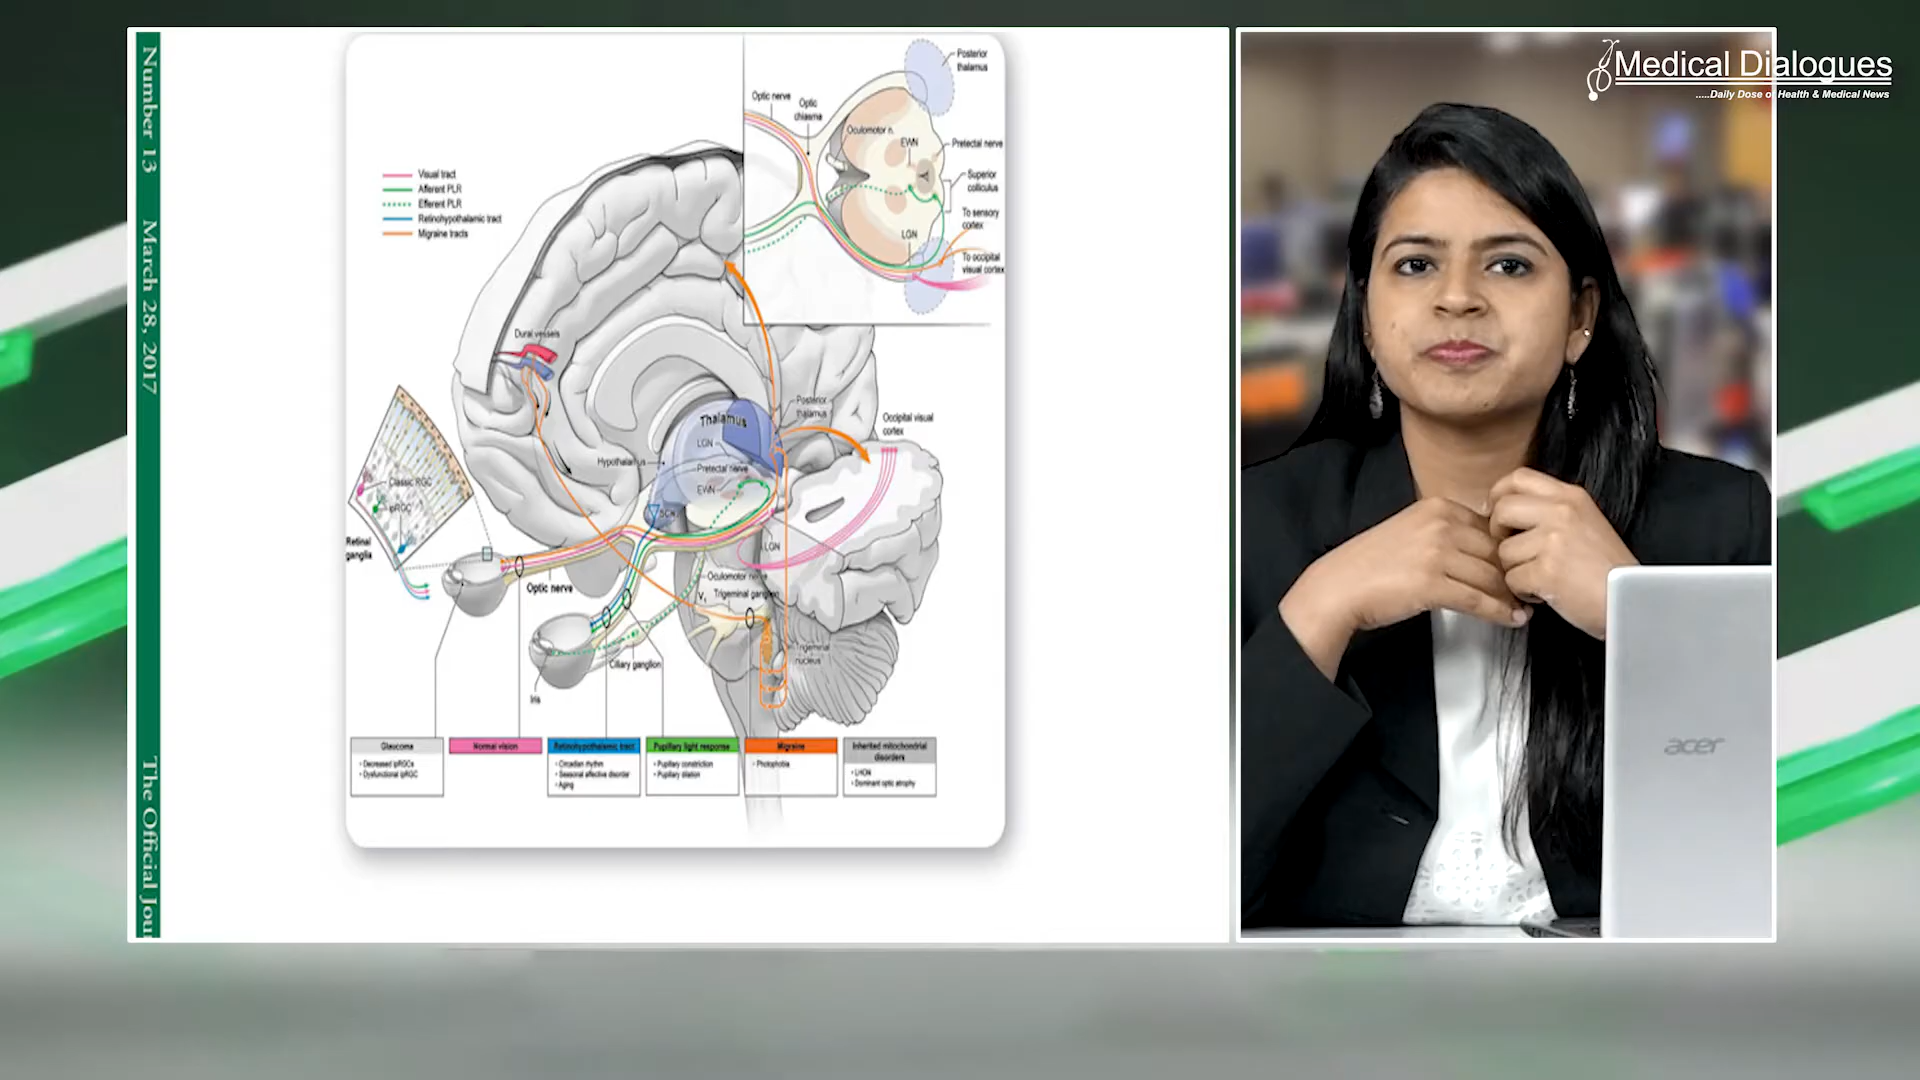 Number 13 March 28, 2017
The Official Jou
Visual tract
Afferent PLR
Efferent PLR
Retinohypothalamic tract
Migraine tracts
Posterior
thalamus
Optic nerve
Optic
chiasma
Oculomotor n.
EWN
Pretectal nerve
Superior
colliculus
To sensory
cortex
LGN
To occipital
visual cortex
Dural vessels
Thalamus
Posterior
thalamus
LGN
Occipital visual
cortex
Hypothalamus
Pretectal nerve
EWN
SCN
Classic RGC
ipRGC
Retinal
ganglia
LGN
Optic nerve
Oculomotor nerve
V1
Trigeminal ganglion
Trigeminal
nucleus
Ciliary ganglion
Iris
Glaucoma
• Decreased ipRGCs
• Dysfunctional ipRGC
Normal vision
Retinohypothalamic tract
• Circadian rhythm
• Seasonal affective disorder
• Aging
Pupillary light response
• Pupillary constriction
• Pupillary dilation
Migraine
• Photophobia
Inherited mitochondrial
disorders
• LHON
• Dominant optic atrophy
Medical Dialogues
.....Daily Dose of Health & Medical News
acer